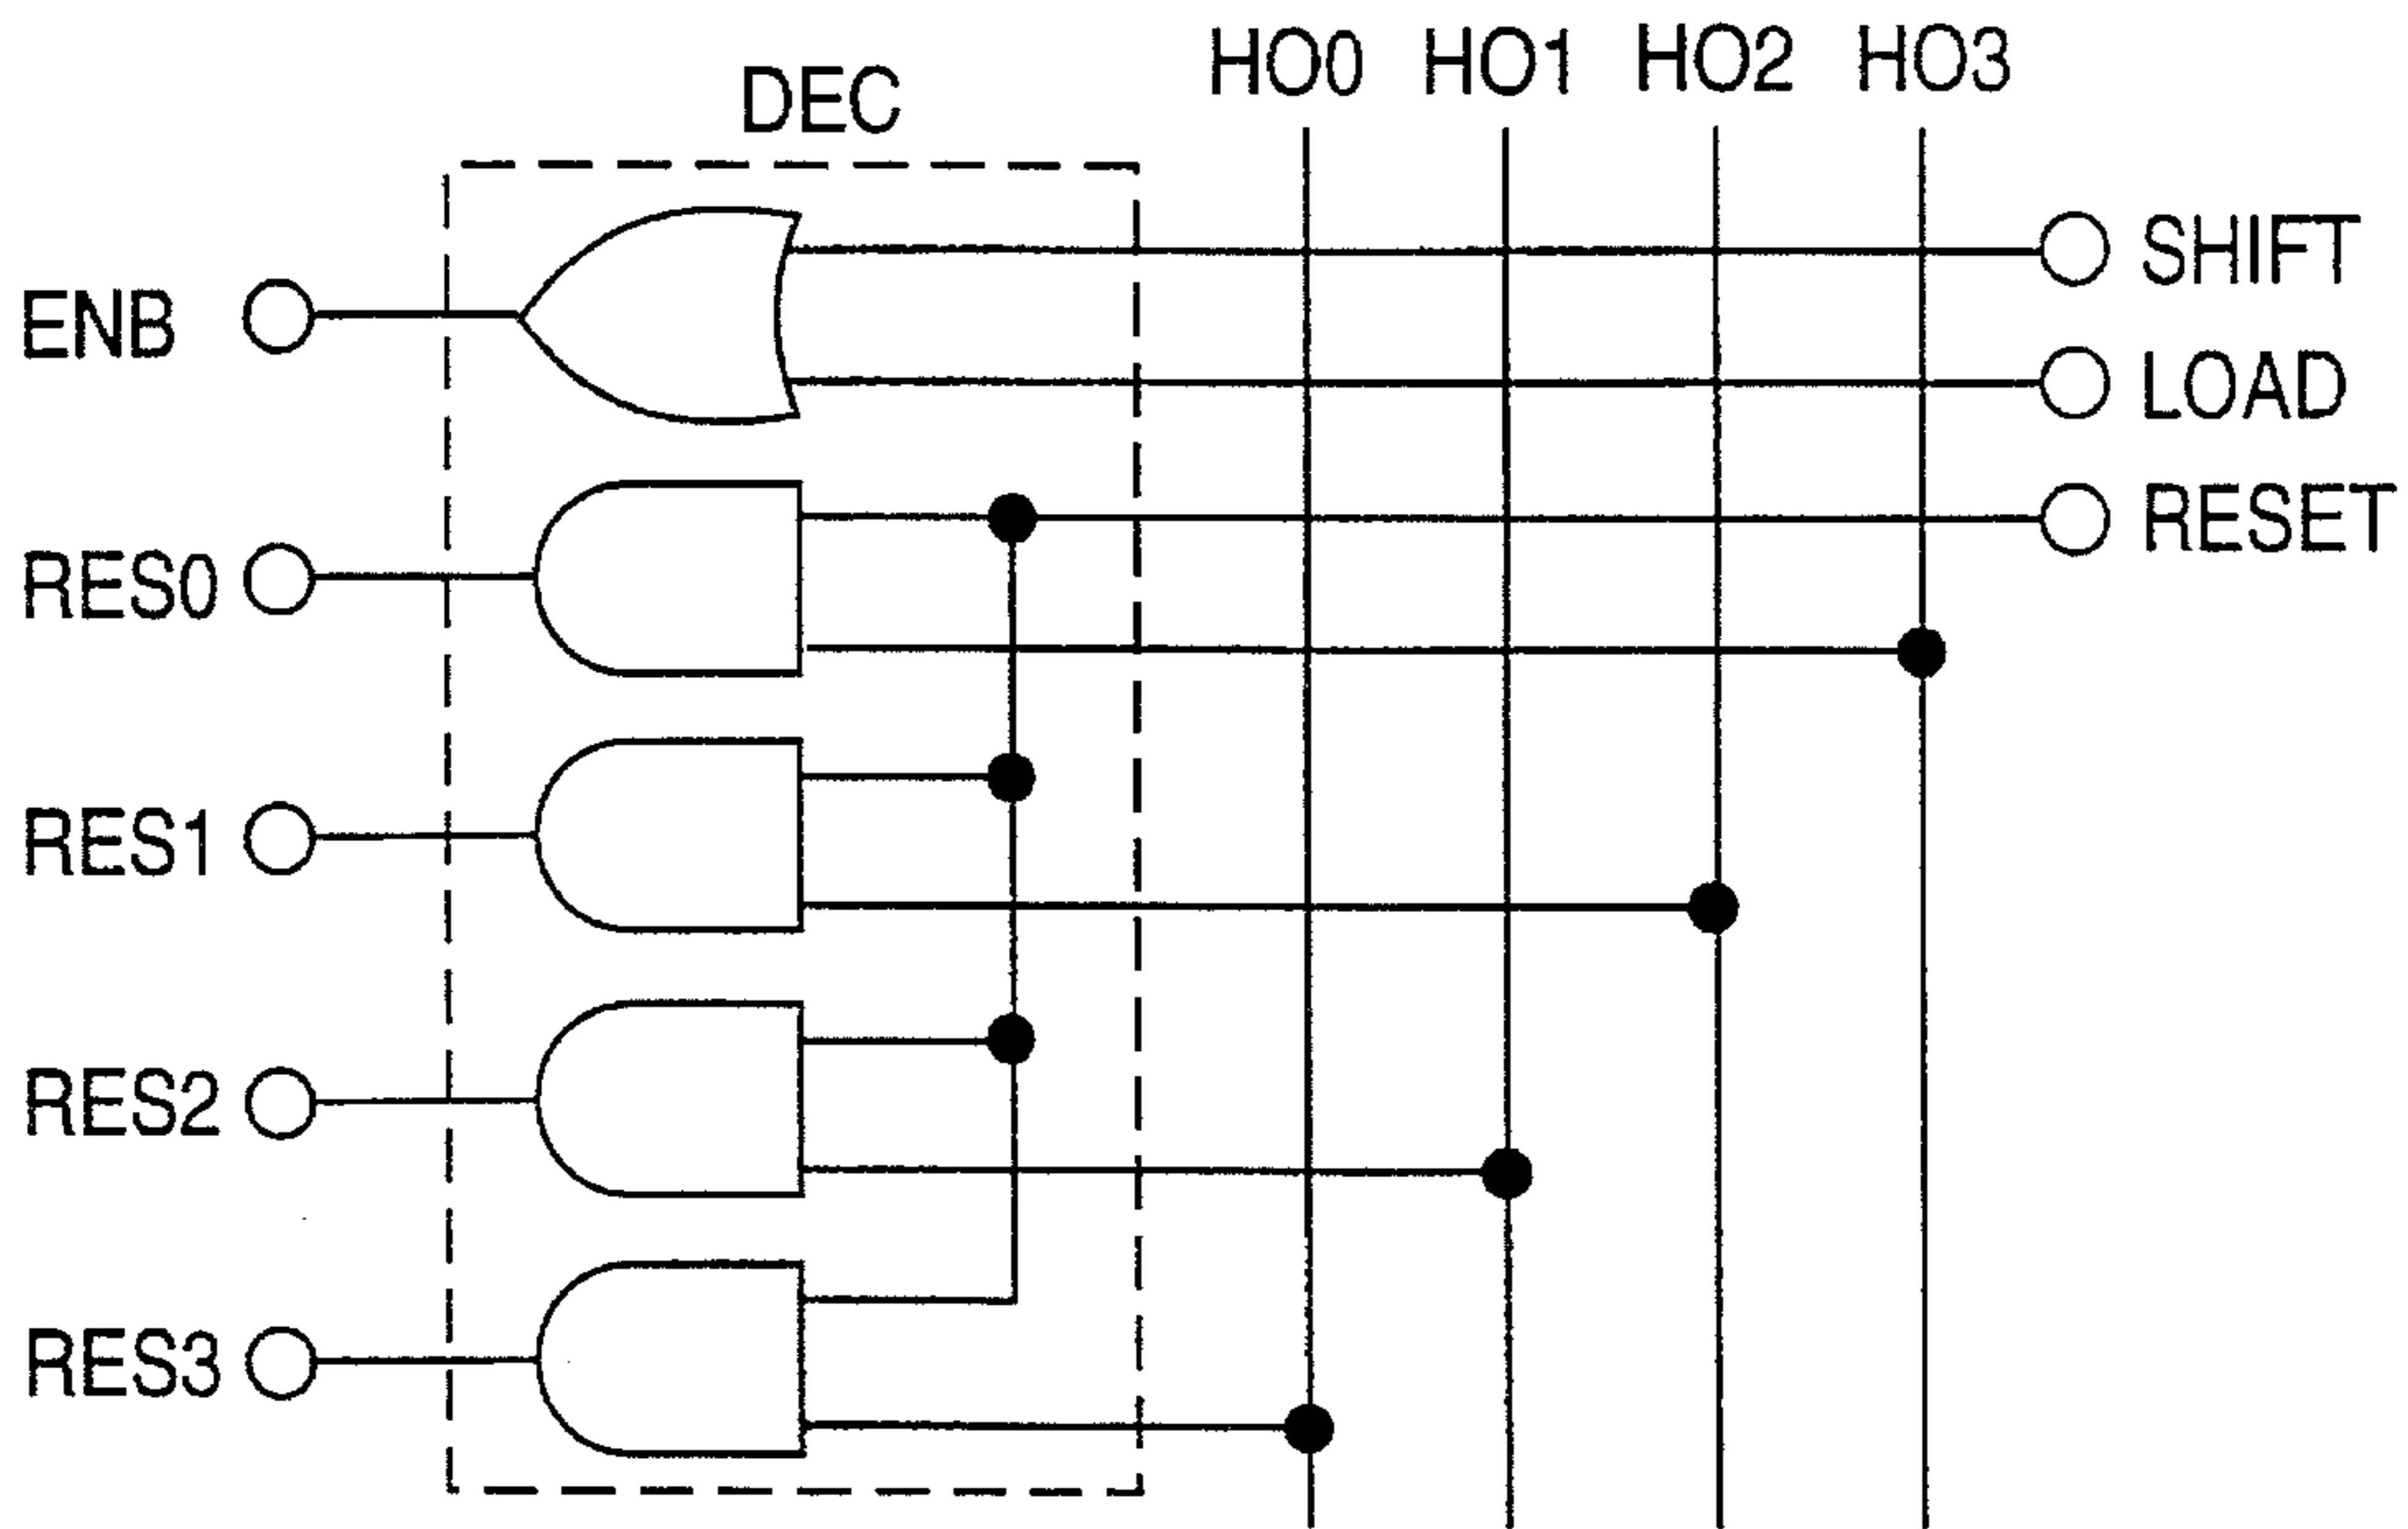 HO0 HO1 HO2 HO3
DEC
SHIFT
ENB
LOAD
RESET
RES0
RES1
RES2
RES3